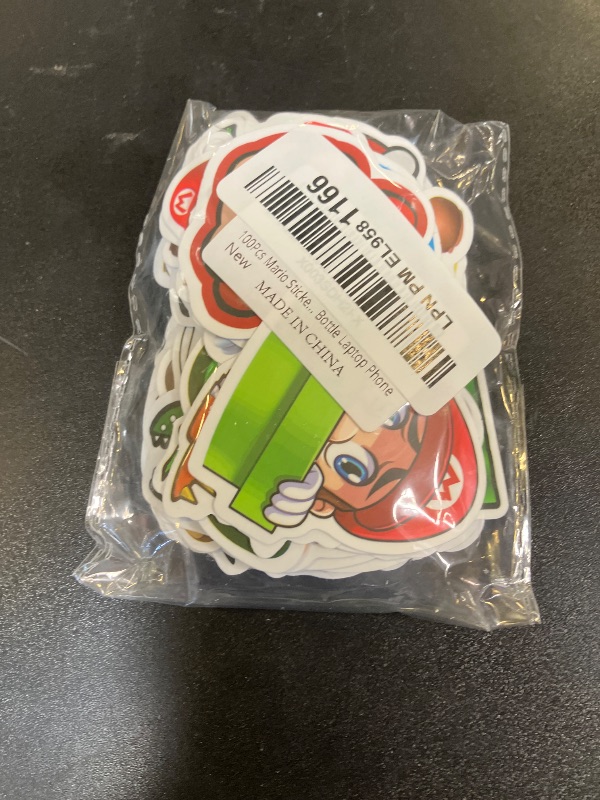 LPN PM EL958 1166
100Pcs Mario Sticke... Bottle Laptop Phone
New
MADE IN CHINA
M
M